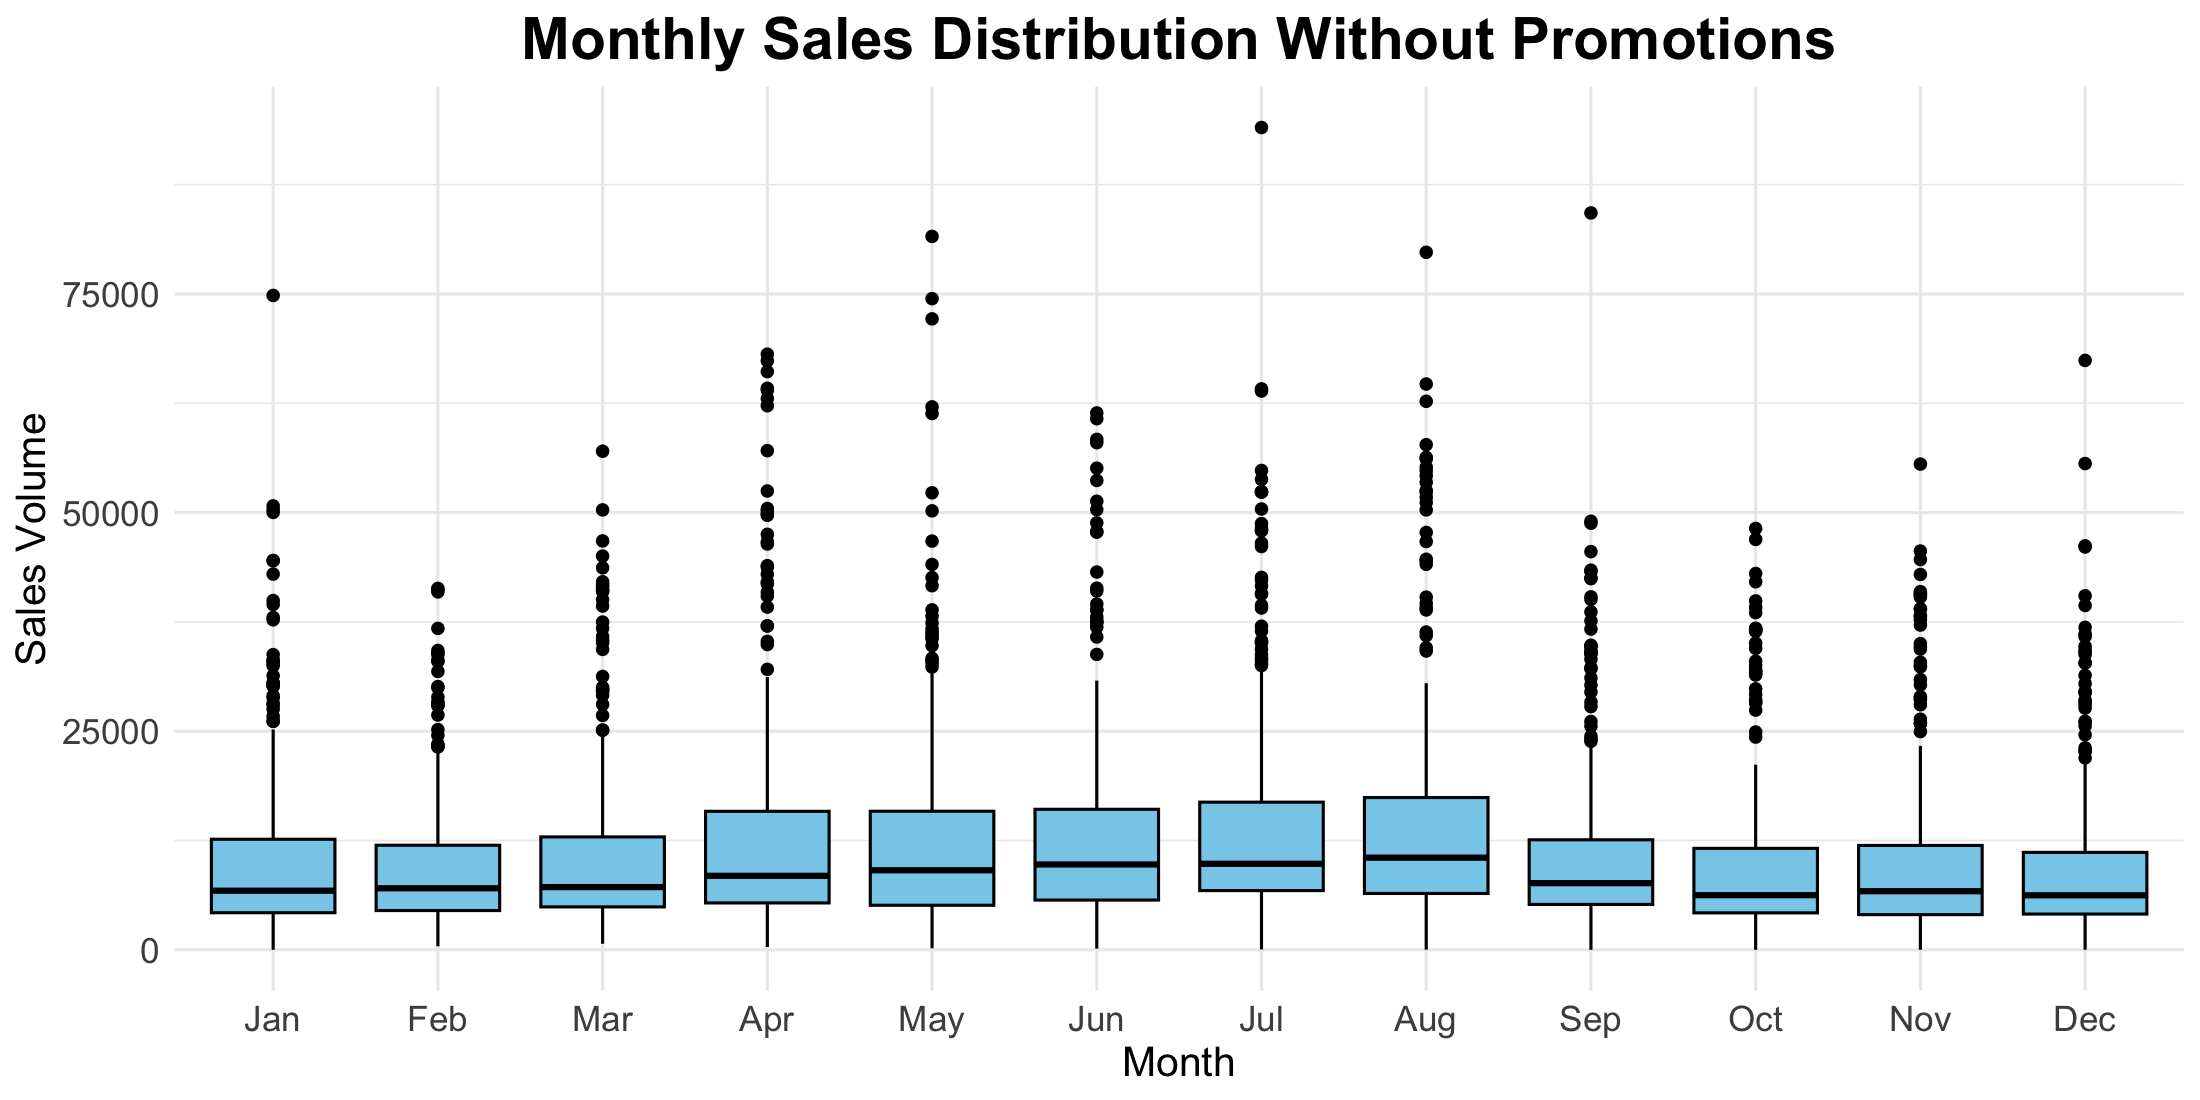 Monthly Sales Distribution Without Promotions
Sales Volume
75000
50000
25000
0
Jan Feb Mar Apr May Jun Jul Aug Sep Oct Nov Dec
Month